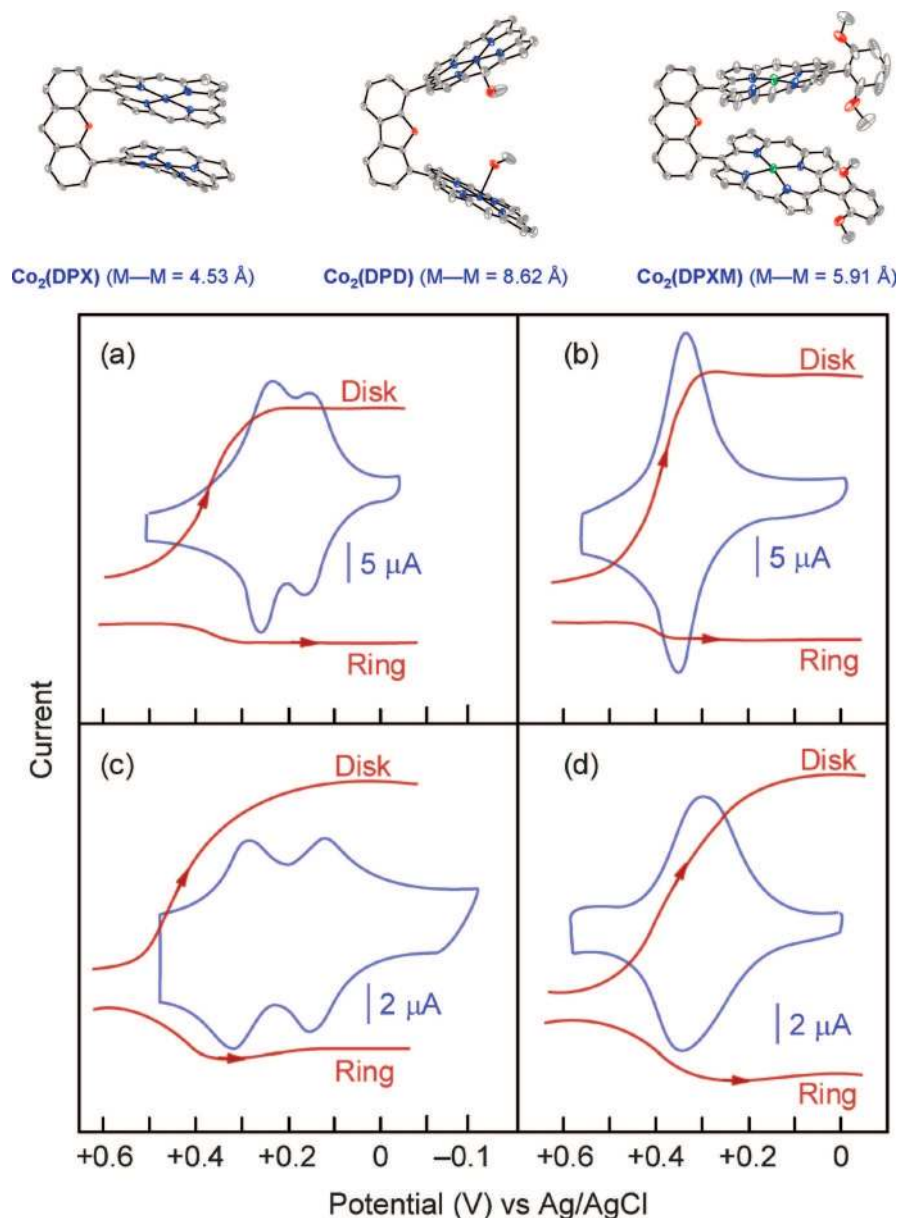 Co₂(DPX) (M—M = 4.53 Å) Co₂(DPD) (M—M = 8.62 Å) Co₂(DPXM) (M—M = 5.91 Å)
(a)
Disk
5 μA
Ring
(b)
Disk
5 μA
Ring
Current
(c)
Disk
2 μA
Ring
(d)
Disk
2 μA
Ring
+0.6 +0.4 +0.2 0 –0.1 +0.6 +0.4 +0.2 0
Potential (V) vs Ag/AgCl